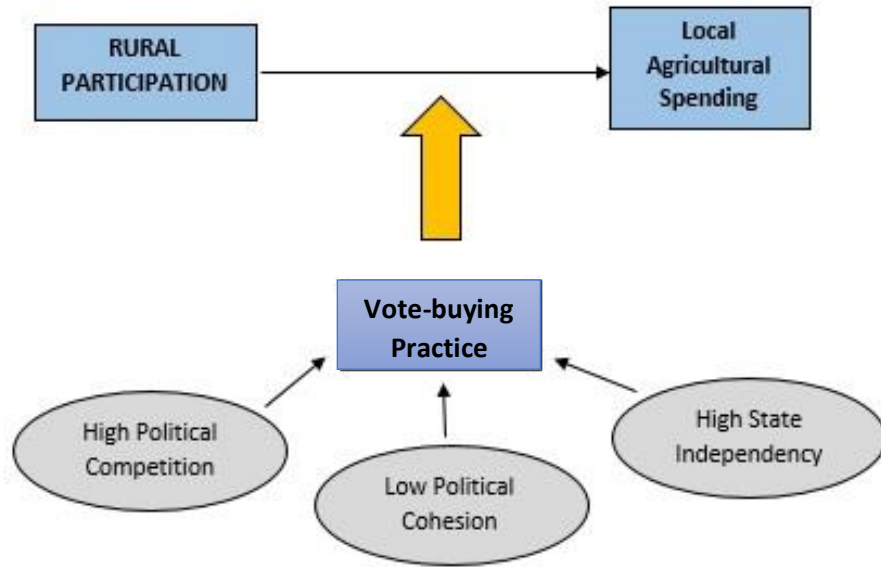 RURAL
PARTICIPATION
Local
Agricultural
Spending
Vote-buying
Practice
High Political
Competition
Low Political
Cohesion
High State
Independency